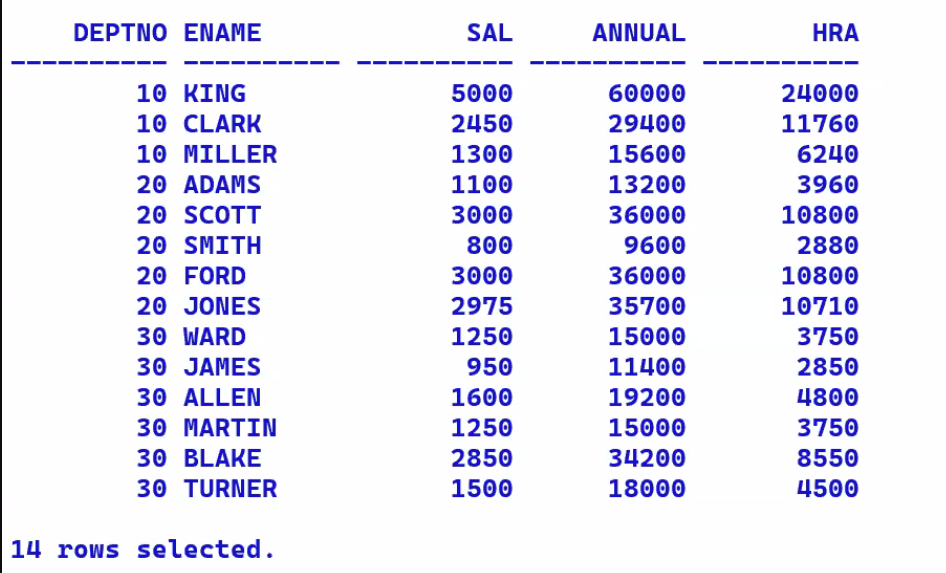 DEPTNO ENAME SAL ANNUAL HRA
---------- ---------- ---------- ---------- ----------
10 KING 5000 60000 24000
10 CLARK 2450 29400 11760
10 MILLER 1300 15600 6240
20 ADAMS 1100 13200 3960
20 SCOTT 3000 36000 10800
20 SMITH 800 9600 2880
20 FORD 3000 36000 10800
20 JONES 2975 35700 10710
30 WARD 1250 15000 3750
30 JAMES 950 11400 2850
30 ALLEN 1600 19200 4800
30 MARTIN 1250 15000 3750
30 BLAKE 2850 34200 8550
30 TURNER 1500 18000 4500
14 rows selected.